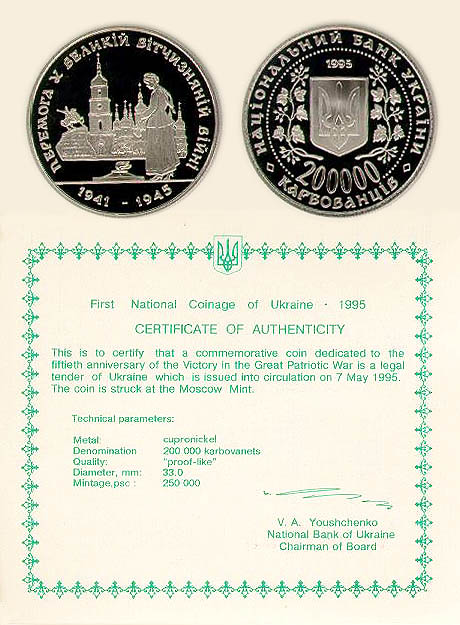 ПЕРЕМОГА У ВЕЛИКІЙ ВІТЧИЗНЯНІЙ ВІЙНІ
1941 - 1945
НАЦІОНАЛЬНИЙ БАНК УКРАЇНИ
1995
200000
КАРБОВАНЦІВ
First National Coinage of Ukraine · 1995
CERTIFICATE OF AUTHENTICITY
This is to certify that a commemorative coin dedicated to the
fiftieth anniversary of the Victory in the Great Patriotic War is a legal
tender of Ukraine which is issued into circulation on 7 May 1995.
The coin is struck at the Moscow Mint.
Technical parameters:
Metal: cupronickel
Denomination 200 000 karbovanets
Quality: "proof-like"
Diameter, mm: 33.0
Mintage,psc : 250 000
V. A. Youshchenko
National Bank of Ukraine
Chairman of Board